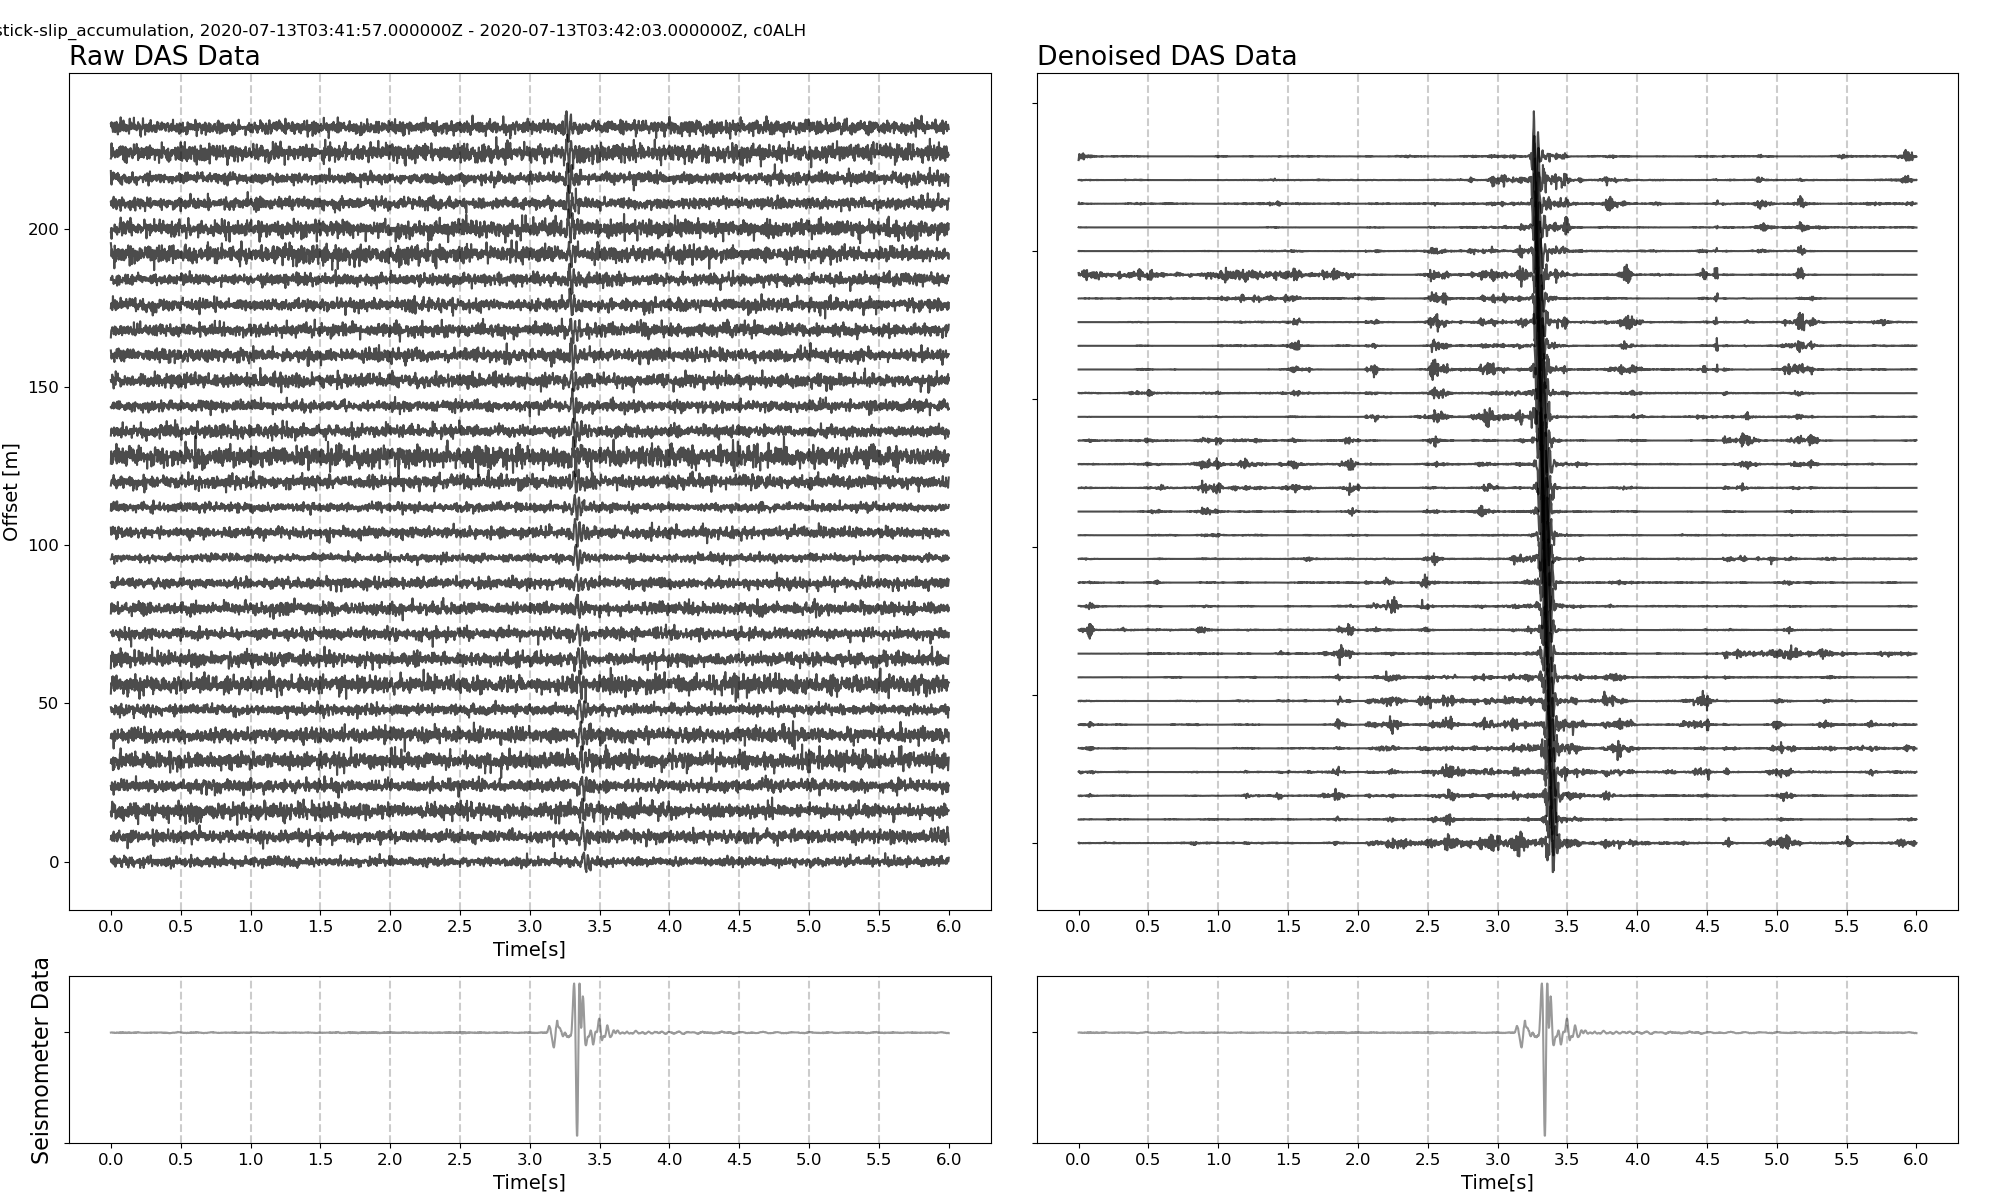 stick-slip_accumulation, 2020-07-13T03:41:57.000000Z - 2020-07-13T03:42:03.000000Z, c0ALH
Raw DAS Data
Denoised DAS Data
Offset [m]
200
150
100
50
0
0.0 0.5 1.0 1.5 2.0 2.5 3.0 3.5 4.0 4.5 5.0 5.5 6.0
Time[s]
0.0 0.5 1.0 1.5 2.0 2.5 3.0 3.5 4.0 4.5 5.0 5.5 6.0
Seismometer Data
0.0 0.5 1.0 1.5 2.0 2.5 3.0 3.5 4.0 4.5 5.0 5.5 6.0
Time[s]
0.0 0.5 1.0 1.5 2.0 2.5 3.0 3.5 4.0 4.5 5.0 5.5 6.0
Time[s]